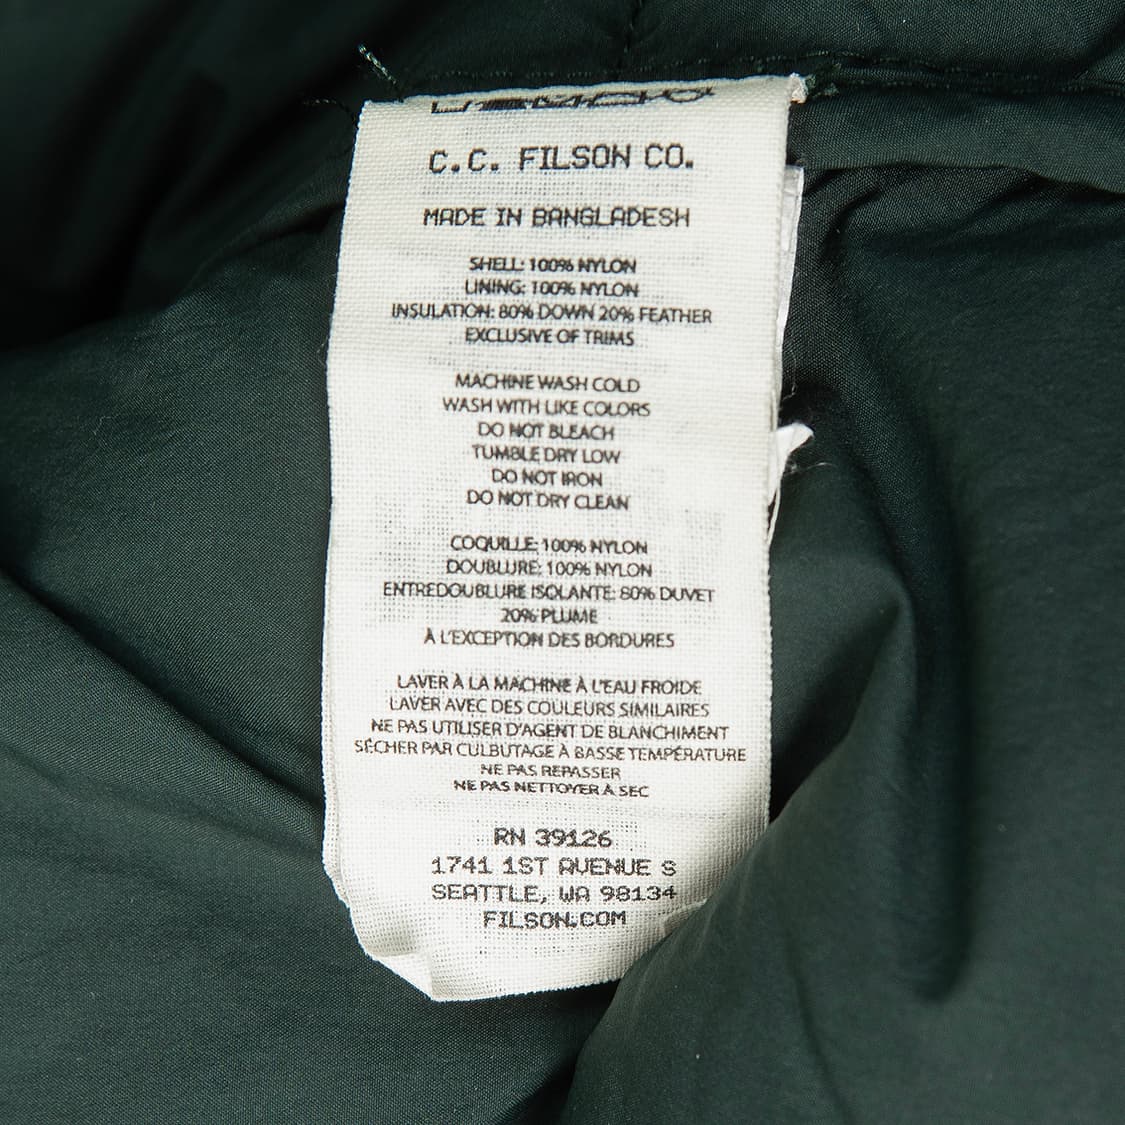 C.C. FILSON CO.
MADE IN BANGLADESH
SHELL: 100% NYLON
LINING: 100% NYLON
INSULATION: 80% DOWN 20% FEATHER
EXCLUSIVE OF TRIMS
MACHINE WASH COLD
WASH WITH LIKE COLORS
DO NOT BLEACH
TUMBLE DRY LOW
DO NOT IRON
DO NOT DRY CLEAN
COQUILLE: 100% NYLON
DOUBLURE: 100% NYLON
ENTREDOUBLURE ISOLANTE: 80% DUVET
20% PLUME
À L'EXCEPTION DES BORDURES
LAVER À LA MACHINE À L'EAU FROIDE
LAVER AVEC DES COULEURS SIMILAIRES
NE PAS UTILISER D'AGENT DE BLANCHIMENT
SÉCHER PAR CULBUTAGE À BASSE TEMPÉRATURE
NE PAS REPASSER
NE PAS NETTOYER À SEC
RN 39126
1741 1ST AVENUE S
SEATTLE, WA 98134
FILSON.COM